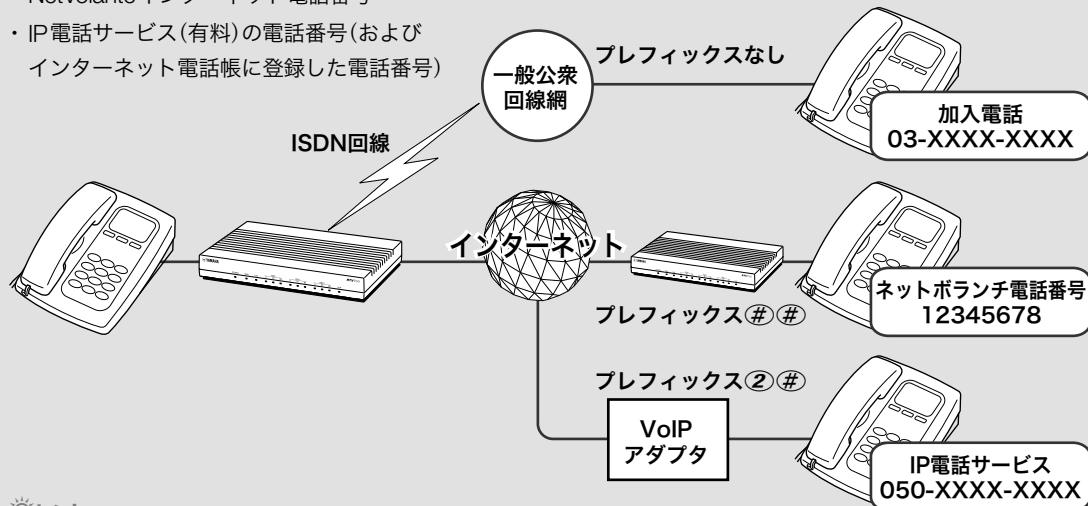 ・IP電話サービス(有料)の電話番号(および
インターネット電話帳に登録した電話番号)
一般公衆
回線網
プレフィックスなし
加入電話
03-XXXX-XXXX
ISDN回線
YAMAHA
インターネット
プレフィックス##
ネットボランチ電話番号
12345678
プレフィックス②#
VoIP
アダプタ
IP電話サービス
050-XXXX-XXXX